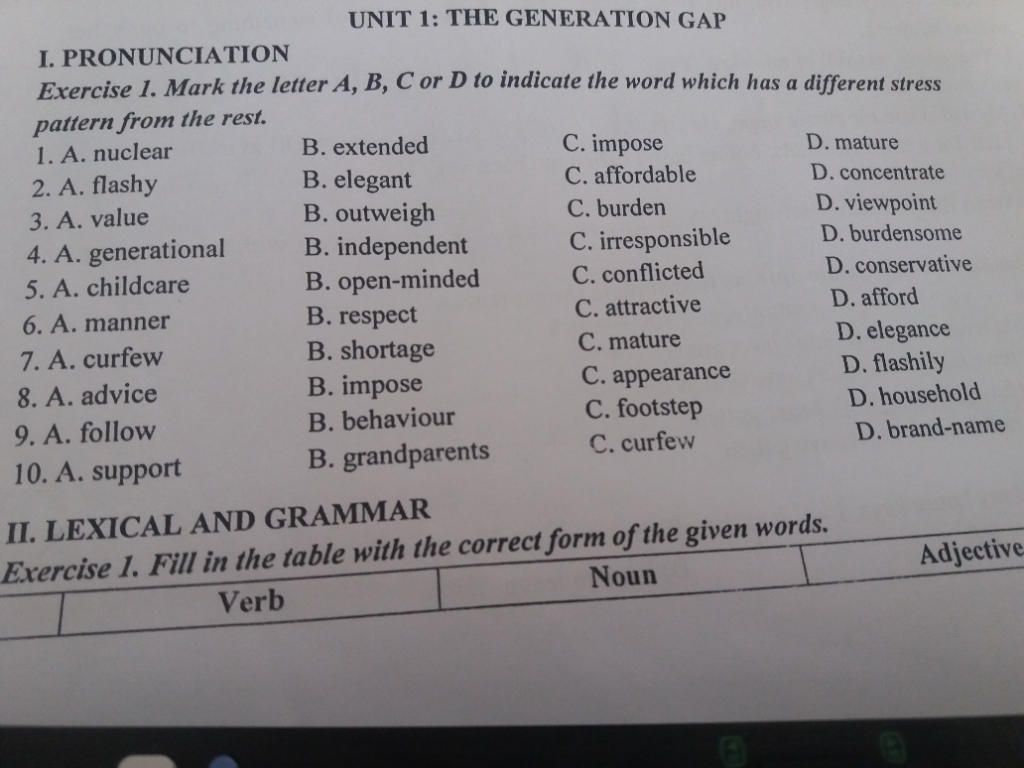 UNIT 1: THE GENERATION GAP
I. PRONUNCIATION
Exercise 1. Mark the letter A, B, C or D to indicate the word which has a different stress
pattern from the rest.
1. A. nuclear B. extended C. impose D. mature
2. A. flashy B. elegant C. affordable D. concentrate
3. A. value B. outweigh C. burden D. viewpoint
4. A. generational B. independent C. irresponsible D. burdensome
5. A. childcare B. open-minded C. conflicted D. conservative
6. A. manner B. respect C. attractive D. afford
7. A. curfew B. shortage C. mature D. elegance
8. A. advice B. impose C. appearance D. flashily
9. A. follow B. behaviour C. footstep D. household
10. A. support B. grandparents C. curfew D. brand-name
II. LEXICAL AND GRAMMAR
Exercise 1. Fill in the table with the correct form of the given words.
Verb Noun Adjective